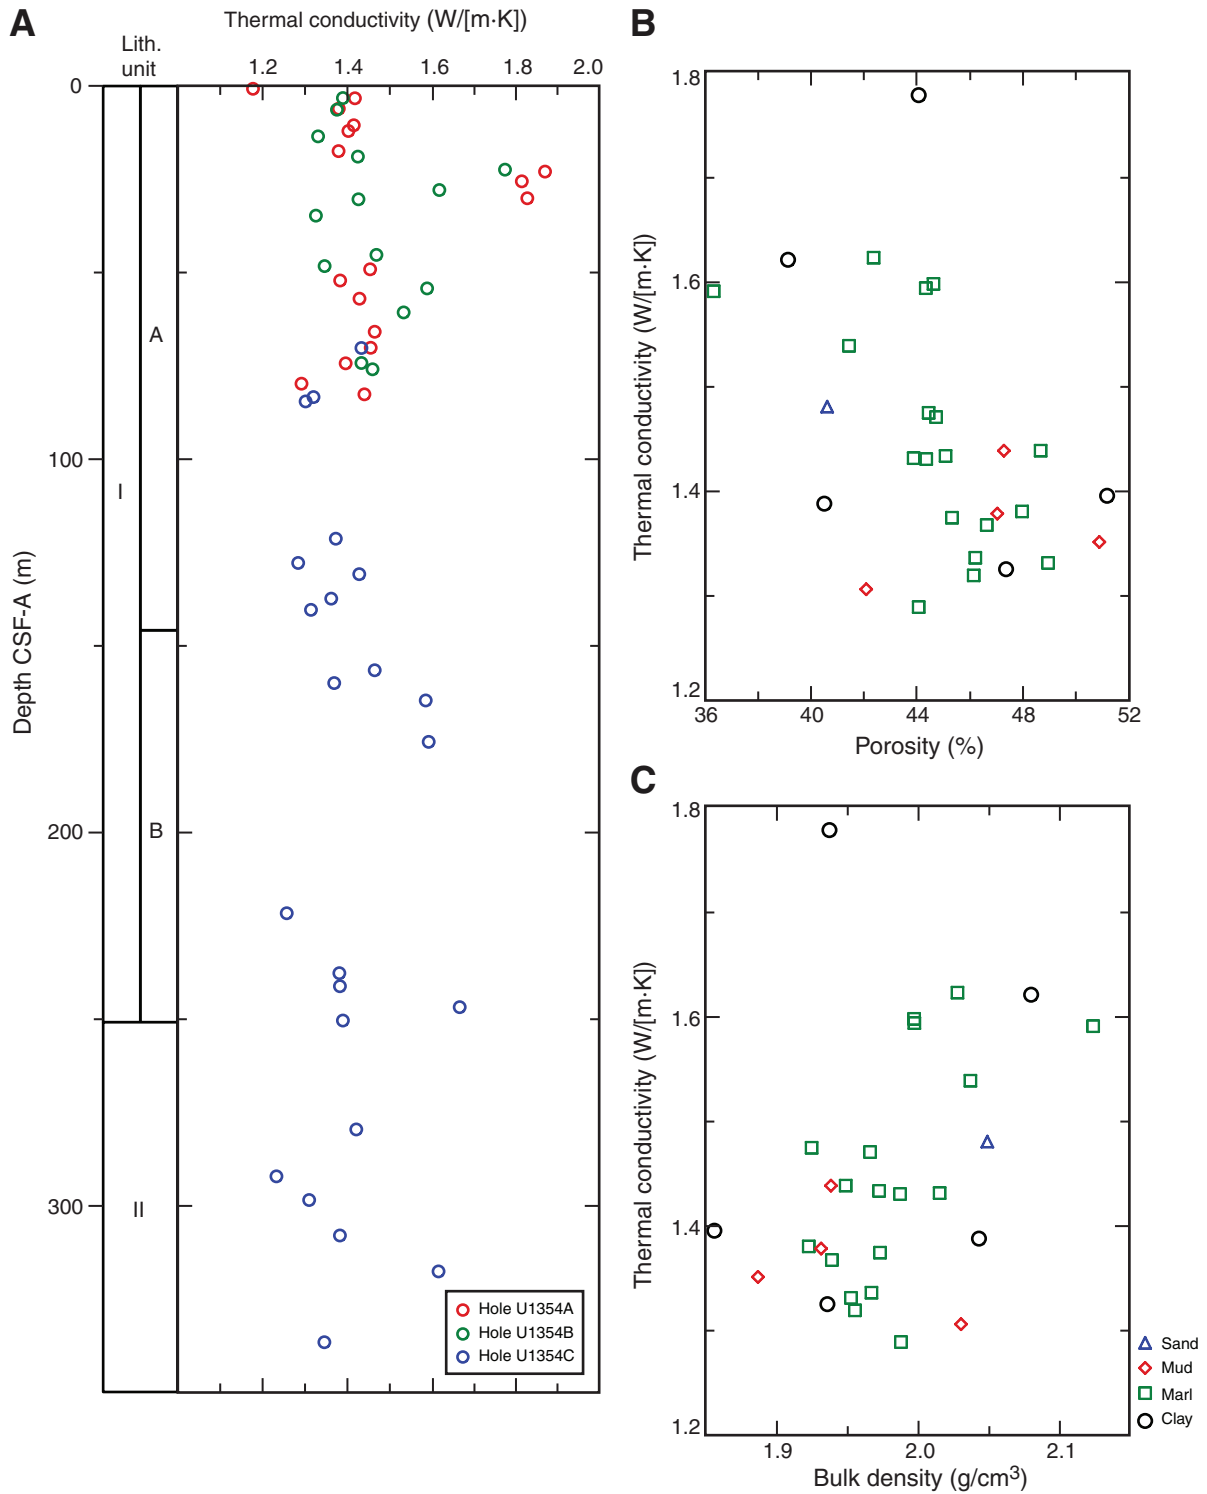 A
Thermal conductivity (W/[m·K])
Lith.
unit
1.2 1.4 1.6 1.8 2.0
0
100
200
300
Depth CSF-A (m)
I
A
B
II
Hole U1354A
Hole U1354B
Hole U1354C
B
1.8
1.6
1.4
1.2
Thermal conductivity (W/[m·K])
36 40 44 48 52
Porosity (%)
C
1.8
1.6
1.4
1.2
Thermal conductivity (W/[m·K])
1.9 2.0 2.1
Bulk density (g/cm³)
Sand
Mud
Marl
Clay